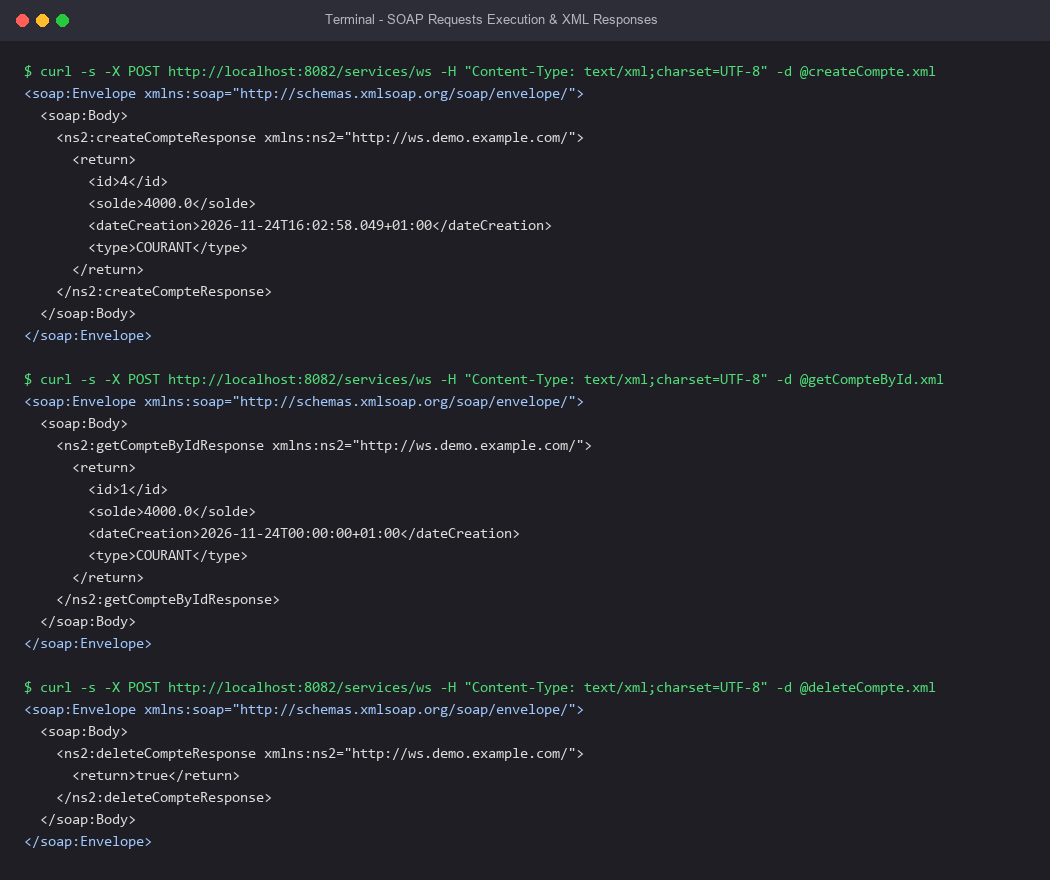 Terminal - SOAP Requests Execution & XML Responses
$ curl -s -X POST http://localhost:8082/services/ws -H "Content-Type: text/xml;charset=UTF-8" -d @createCompte.xml
<soap:Envelope xmlns:soap="http://schemas.xmlsoap.org/soap/envelope/">
  <soap:Body>
    <ns2:createCompteResponse xmlns:ns2="http://ws.demo.example.com/">
      <return>
        <id>4</id>
        <solde>4000.0</solde>
        <dateCreation>2026-11-24T16:02:58.049+01:00</dateCreation>
        <type>COURANT</type>
      </return>
    </ns2:createCompteResponse>
  </soap:Body>
</soap:Envelope>

$ curl -s -X POST http://localhost:8082/services/ws -H "Content-Type: text/xml;charset=UTF-8" -d @getCompteById.xml
<soap:Envelope xmlns:soap="http://schemas.xmlsoap.org/soap/envelope/">
  <soap:Body>
    <ns2:getCompteByIdResponse xmlns:ns2="http://ws.demo.example.com/">
      <return>
        <id>1</id>
        <solde>4000.0</solde>
        <dateCreation>2026-11-24T00:00:00+01:00</dateCreation>
        <type>COURANT</type>
      </return>
    </ns2:getCompteByIdResponse>
  </soap:Body>
</soap:Envelope>

$ curl -s -X POST http://localhost:8082/services/ws -H "Content-Type: text/xml;charset=UTF-8" -d @deleteCompte.xml
<soap:Envelope xmlns:soap="http://schemas.xmlsoap.org/soap/envelope/">
  <soap:Body>
    <ns2:deleteCompteResponse xmlns:ns2="http://ws.demo.example.com/">
      <return>true</return>
    </ns2:deleteCompteResponse>
  </soap:Body>
</soap:Envelope>